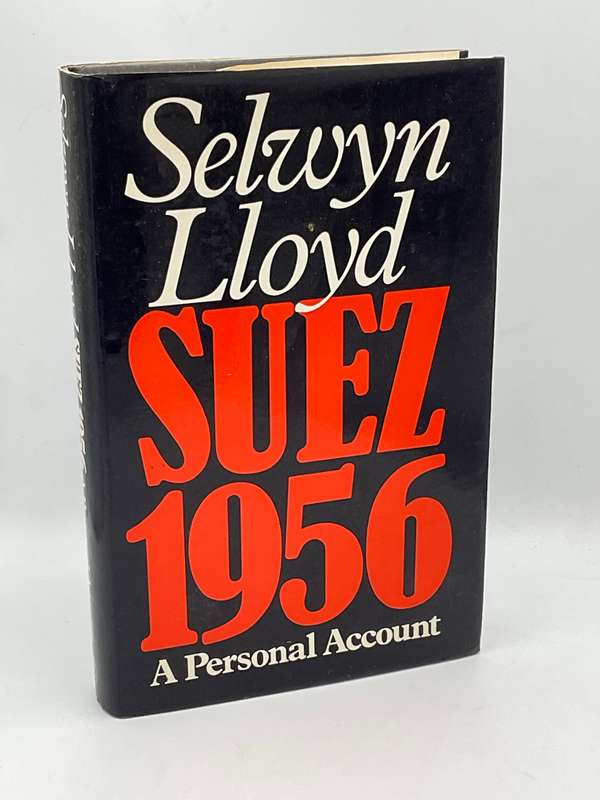 Selwyn
Lloyd
SUEZ
1956
A Personal Account